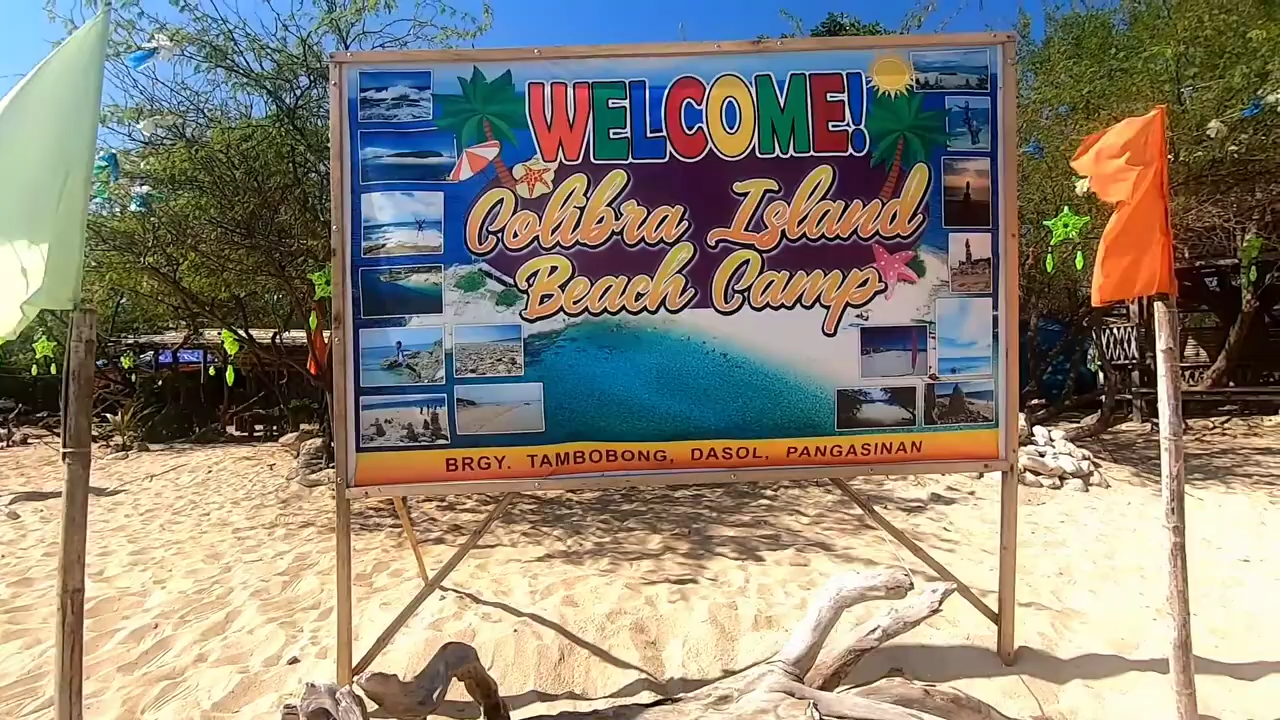 WELCOME!
Colibra Island
Beach Camp
BRGY. TAMBOBONG, DASOL, PANGASINAN